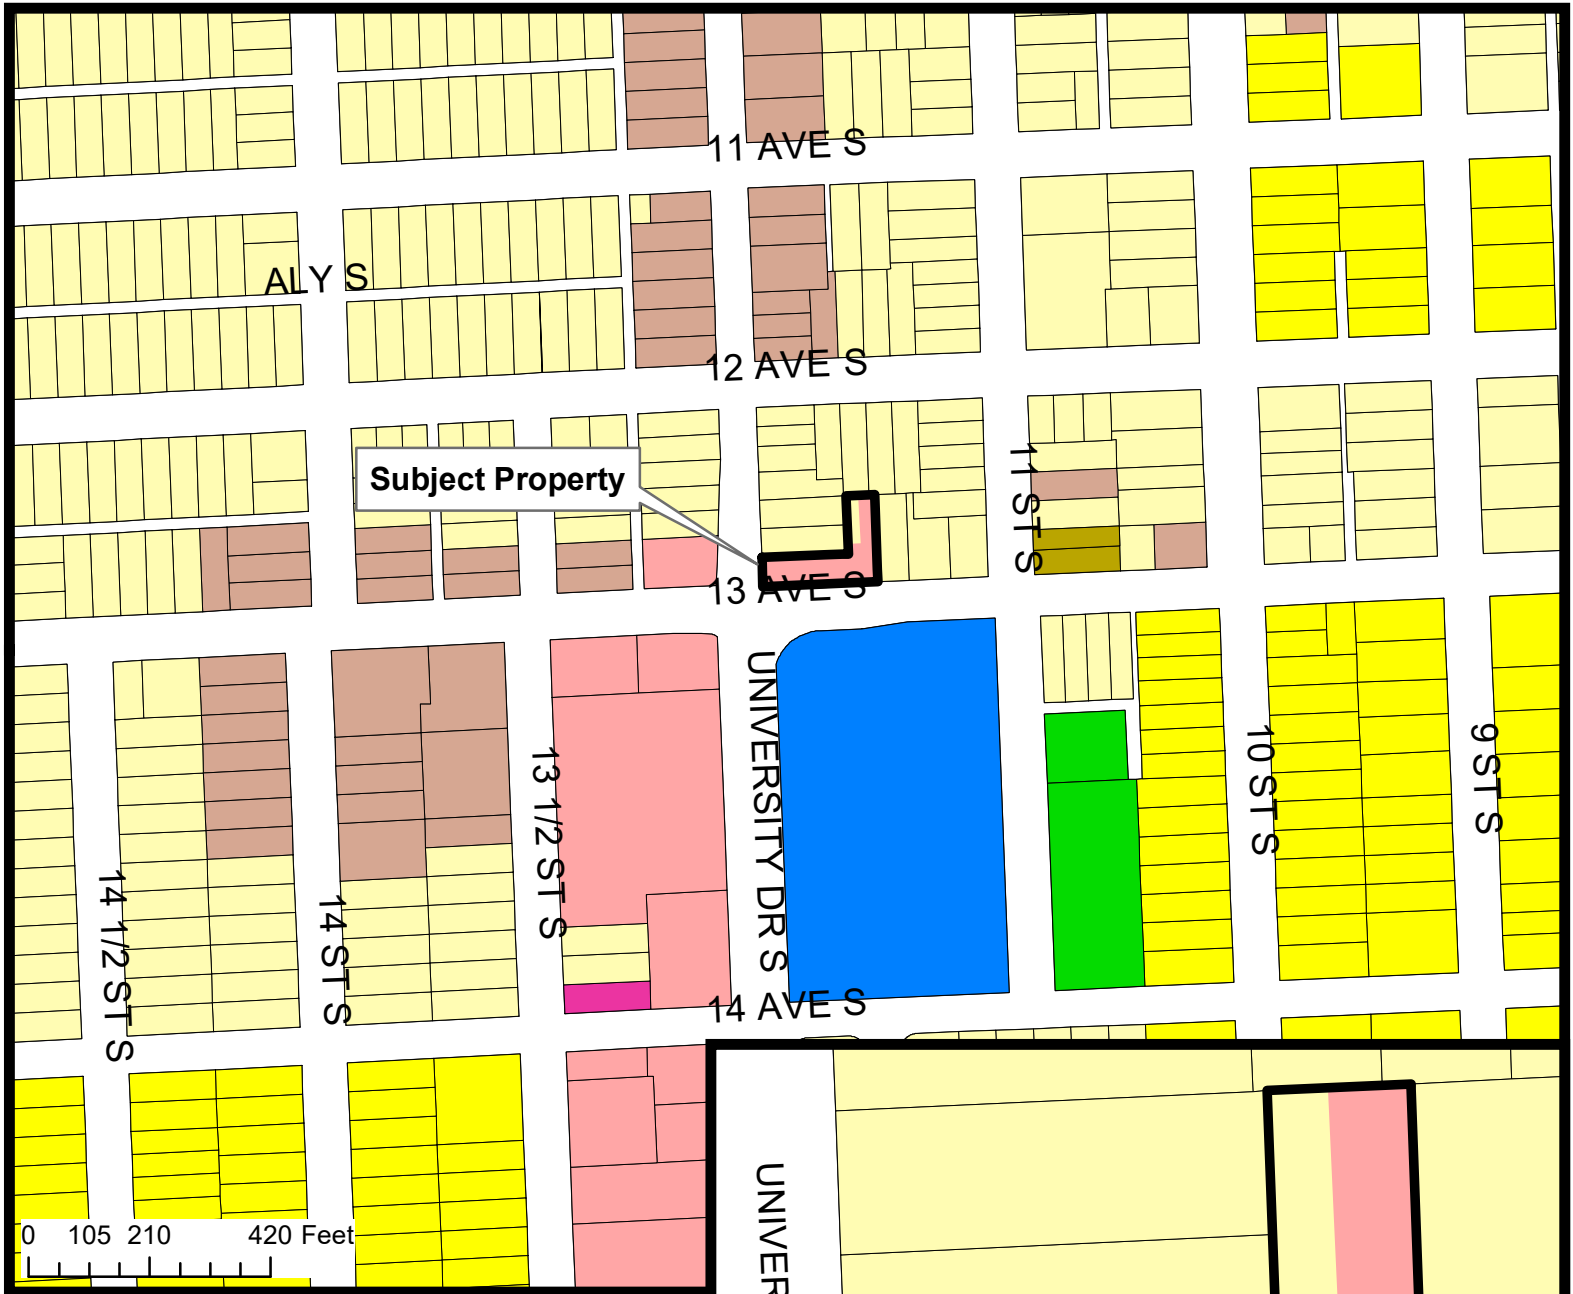 11 AVE S
ALY S
12 AVE S
Subject Property
11 ST S
13 AVE S
UNIVERSITY DR S
13 1/2 ST S
10 ST S
9 ST S
14 1/2 ST S
14 ST S
14 AVE S
UNIVER
0 105 210 420 Feet